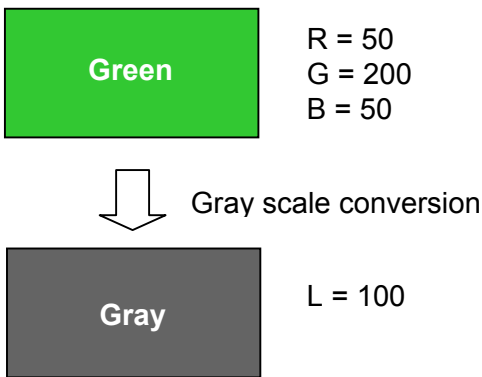 Green
R = 50
G = 200
B = 50
Gray scale conversion
Gray
L = 100